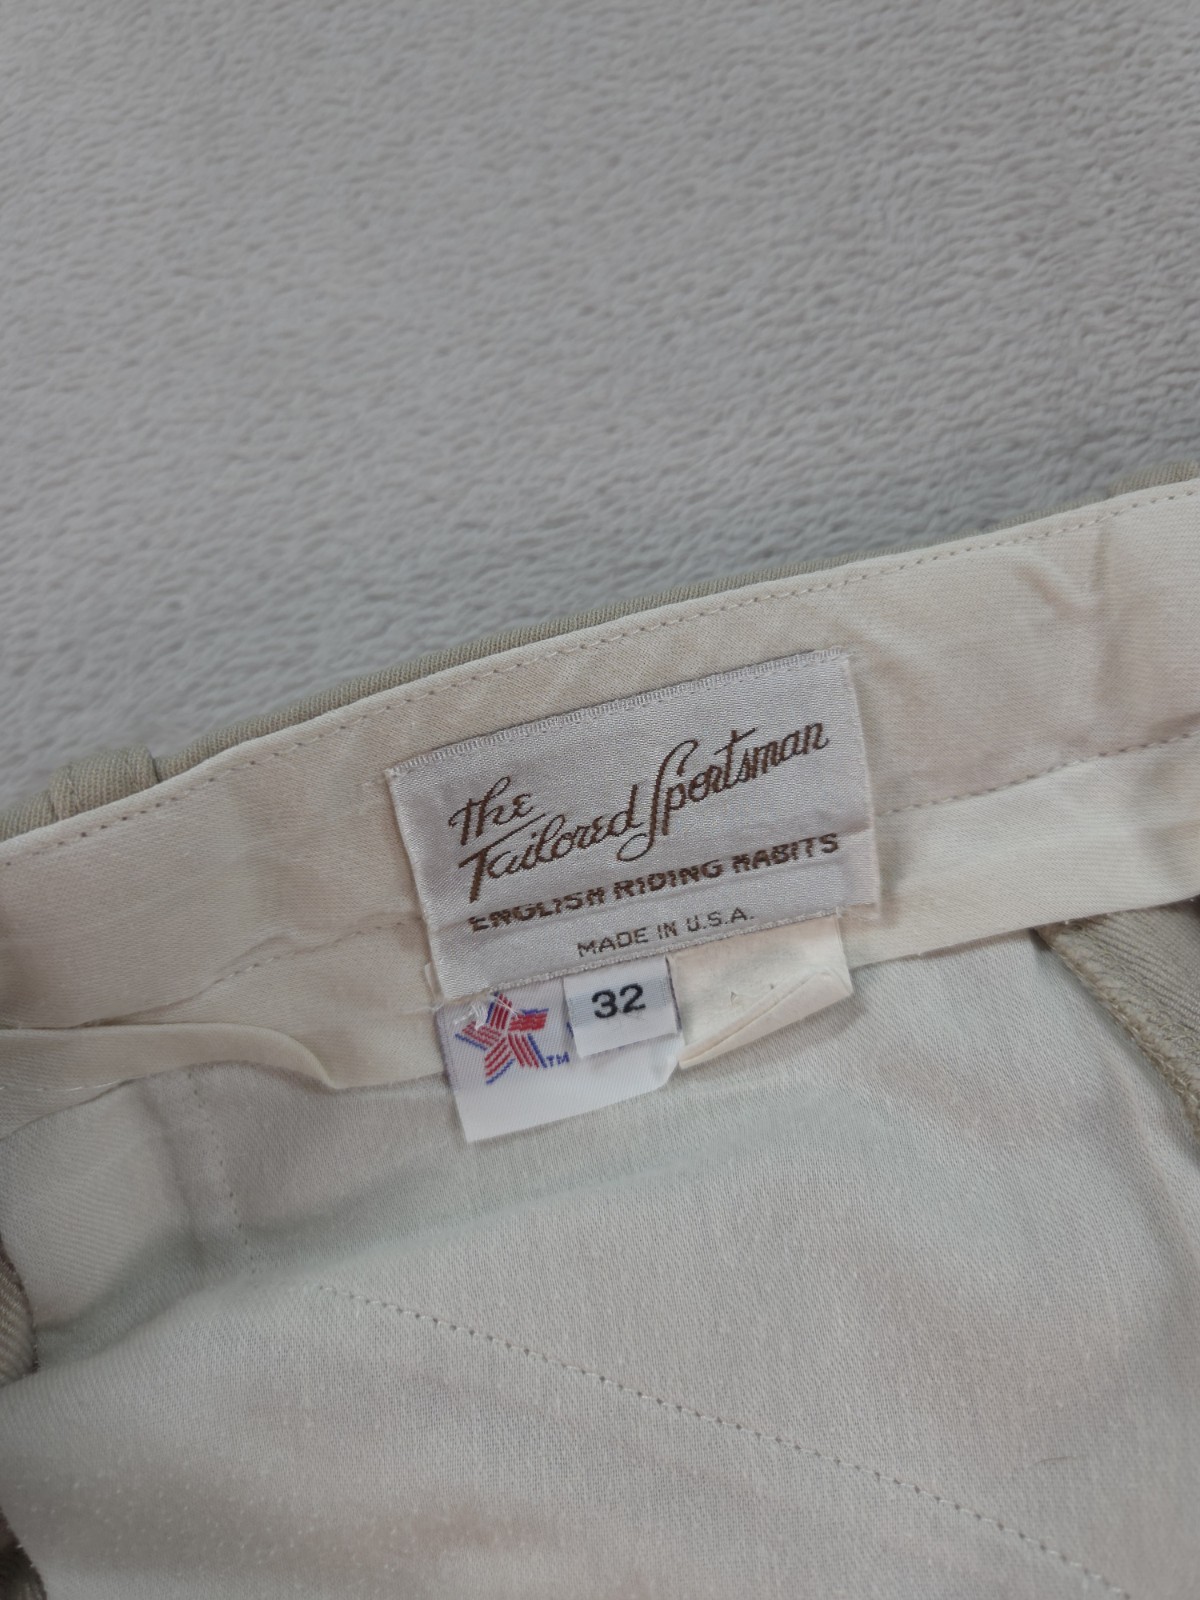 The
Tailored Sportsman
ENGLISH RIDING HABITS
MADE IN U.S.A.
32
TM